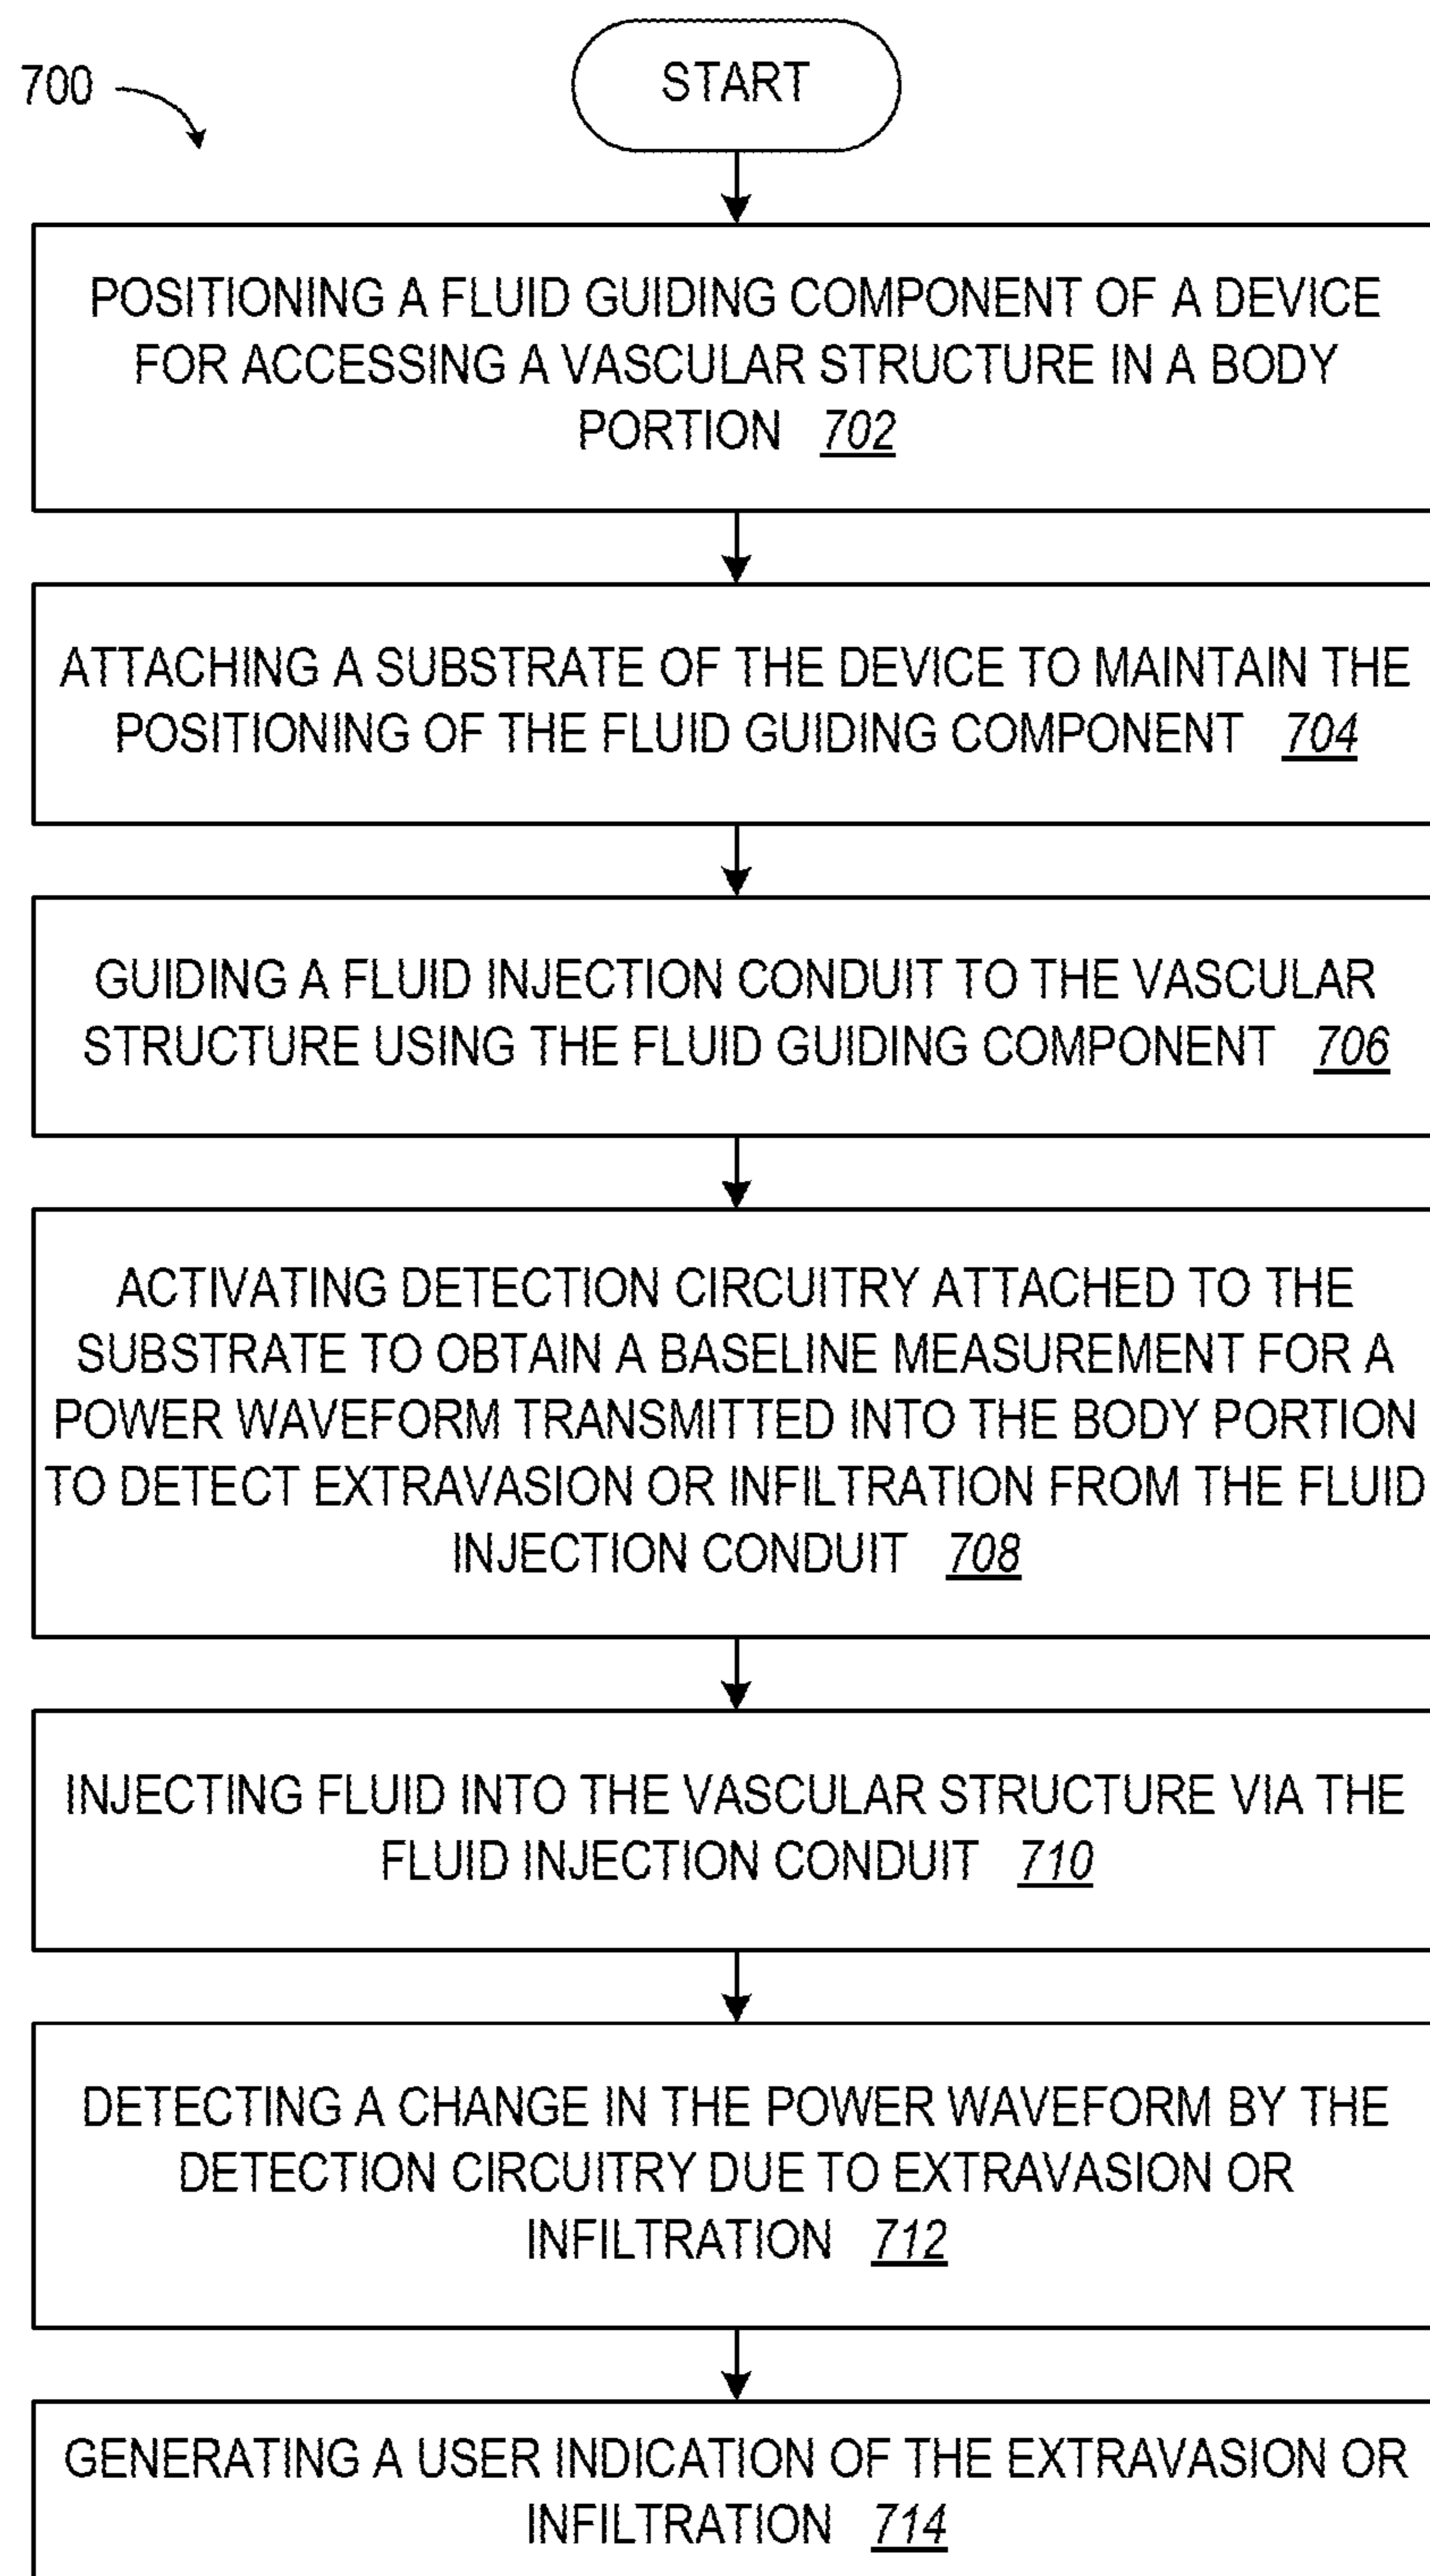 700
START
POSITIONING A FLUID GUIDING COMPONENT OF A DEVICE
FOR ACCESSING A VASCULAR STRUCTURE IN A BODY
PORTION 702
ATTACHING A SUBSTRATE OF THE DEVICE TO MAINTAIN THE
POSITIONING OF THE FLUID GUIDING COMPONENT 704
GUIDING A FLUID INJECTION CONDUIT TO THE VASCULAR
STRUCTURE USING THE FLUID GUIDING COMPONENT 706
ACTIVATING DETECTION CIRCUITRY ATTACHED TO THE
SUBSTRATE TO OBTAIN A BASELINE MEASUREMENT FOR A
POWER WAVEFORM TRANSMITTED INTO THE BODY PORTION
TO DETECT EXTRAVASION OR INFILTRATION FROM THE FLUID
INJECTION CONDUIT 708
INJECTING FLUID INTO THE VASCULAR STRUCTURE VIA THE
FLUID INJECTION CONDUIT 710
DETECTING A CHANGE IN THE POWER WAVEFORM BY THE
DETECTION CIRCUITRY DUE TO EXTRAVASION OR
INFILTRATION 712
GENERATING A USER INDICATION OF THE EXTRAVASION OR
INFILTRATION 714